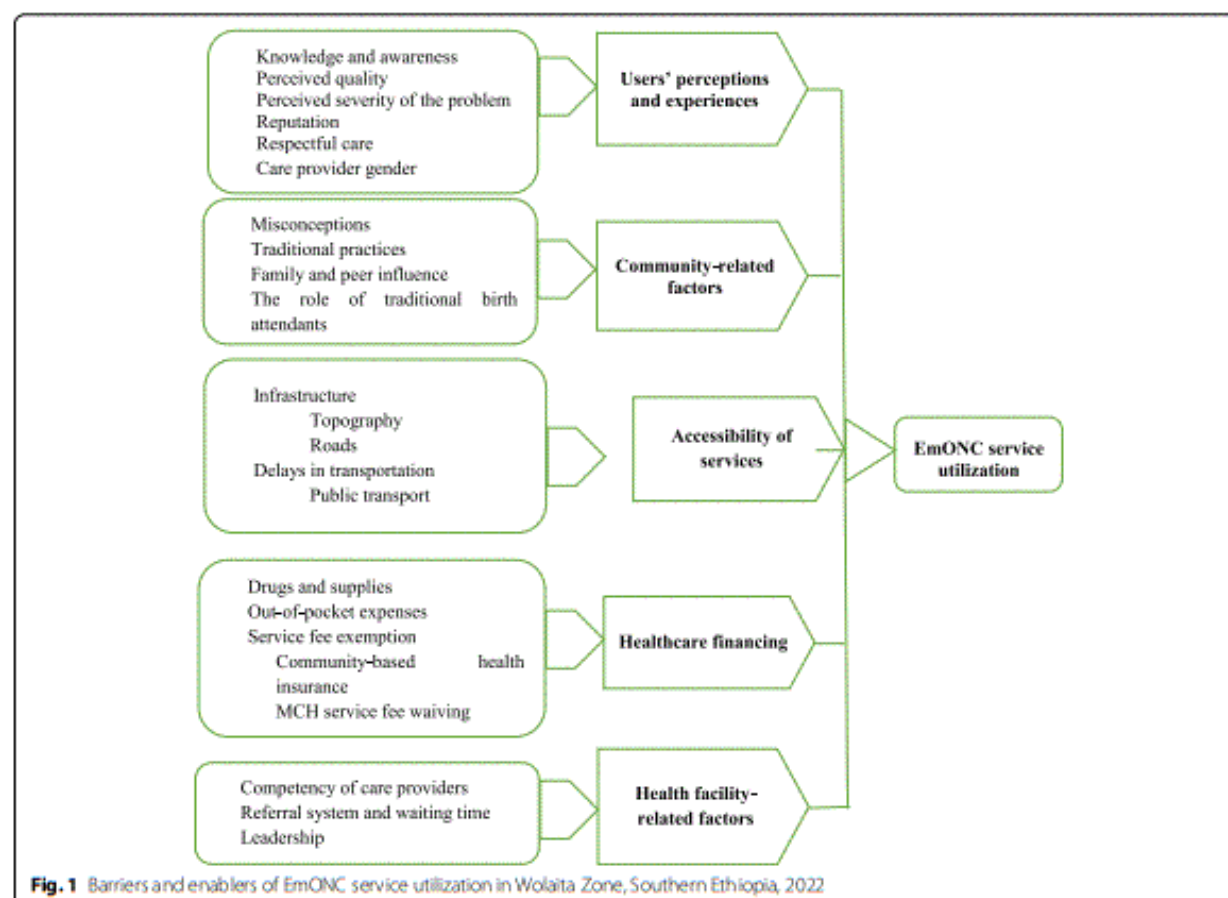 Knowledge and awareness
Perceived quality
Perceived severity of the problem
Reputation
Respectful care
Care provider gender
Users' perceptions
and experiences
Misconceptions
Traditional practices
Family and peer influence
The role of traditional birth
attendants
Community-related
factors
Infrastructure
Topography
Roads
Delays in transportation
Public transport
Accessibility of
services
EmONC service
utilization
Drugs and supplies
Out-of-pocket expenses
Service fee exemption
Community-based health
insurance
MCH service fee waiving
Healthcare financing
Competency of care providers
Referral system and waiting time
Leadership
Health facility-
related factors
Fig. 1 Barriers and enablers of EmONC service utilization in Wolaita Zone, Southern Ethiopia, 2022